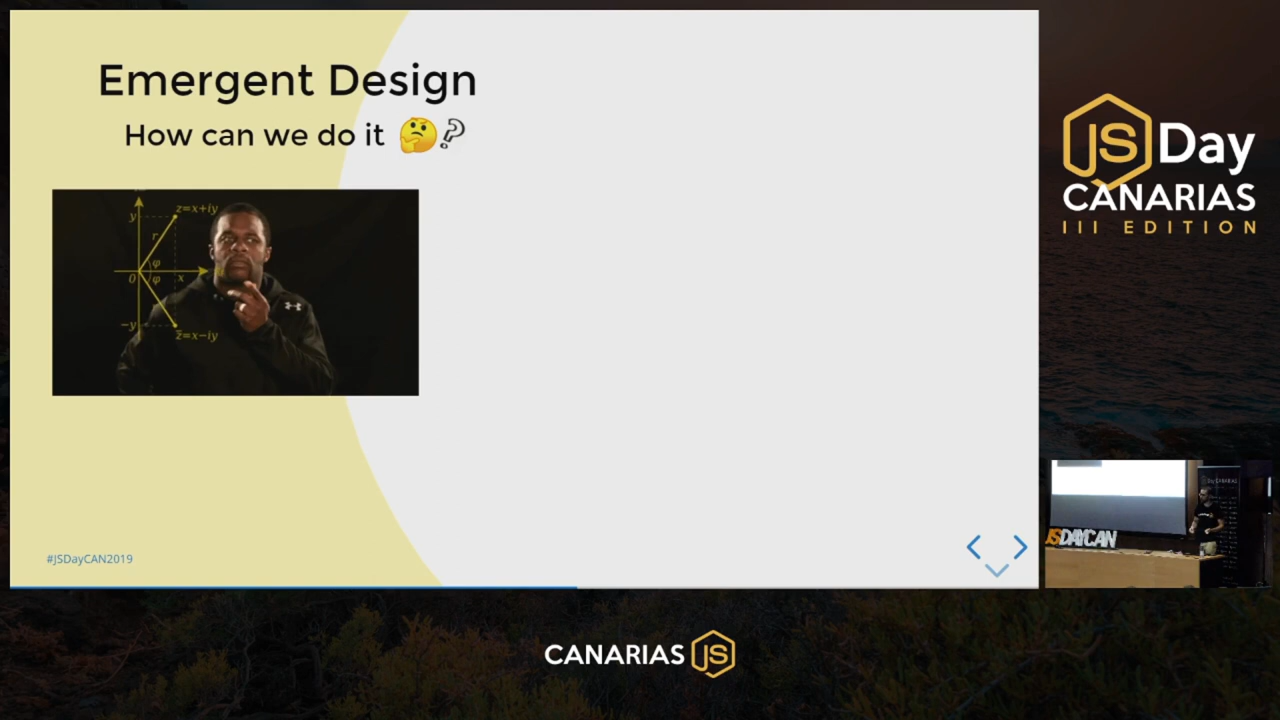 Emergent Design
How can we do it 🤔?
y
z=x+iy
r
φ
0
φ
x
−y
z̄=x−iy
#JSDayCAN2019
JS Day
CANARIAS
III EDITION
JSDAYCAN
CANARIAS JS